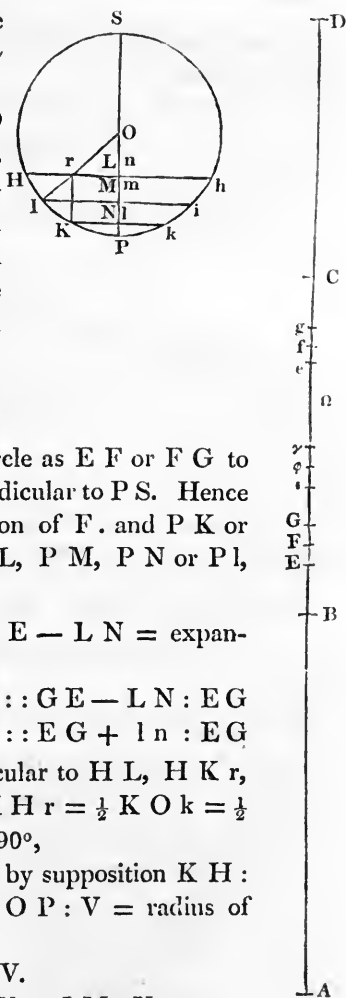 S
D
O
r L n
H M m h
I N l i
K k
P
C
g
f
e
Ω
γ
φ
G
F
E
B
rcle as E F or F G to
dicular to P S. Hence
on of F. and P K or
L, P M, P N or P l,
E — L N = expan-
: : G E — L N : E G
: : E G + l n : E G
cular to H L, H K r,
H r = ½ K O k = ½
90°,
by supposition K H :
O P : V = radius of
V.
A